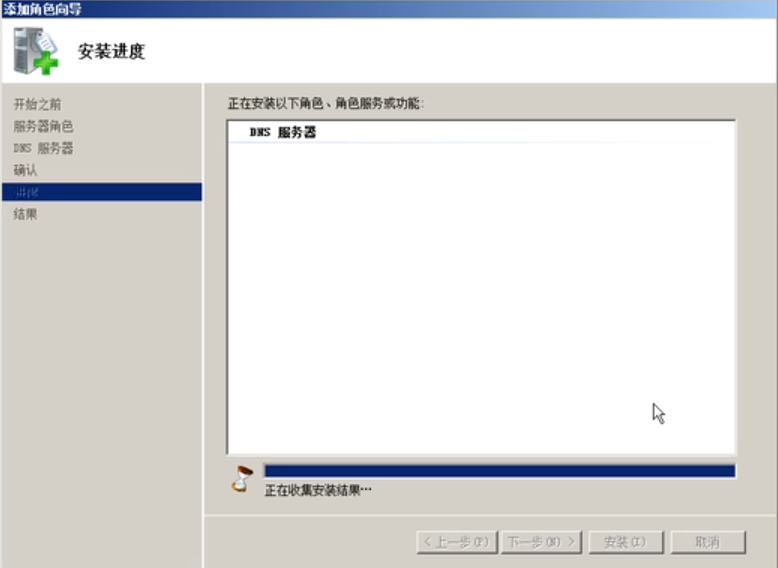 添加角色向导
安装进度
开始之前
服务器角色
DNS 服务器
确认
进度
结果
正在安装以下角色、角色服务或功能:
DNS 服务器
正在收集安装结果…
< 上一步(P)
下一步(N) >
安装(I)
取消